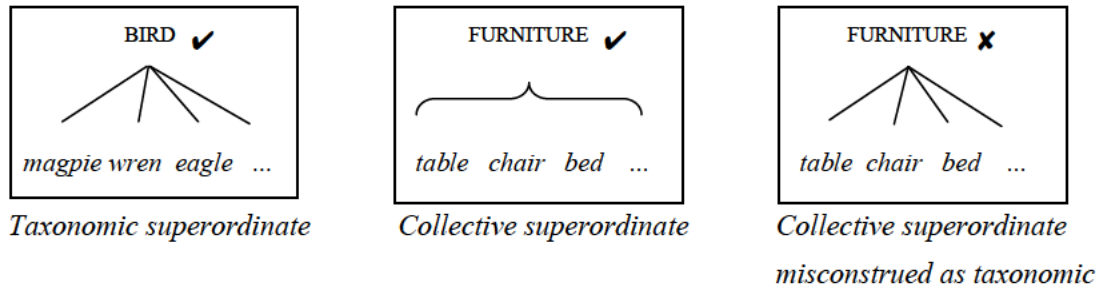 BIRD ✔
magpie wren eagle ...
Taxonomic superordinate
FURNITURE ✔
table chair bed ...
Collective superordinate
FURNITURE ✘
table chair bed ...
Collective superordinate
misconstrued as taxonomic